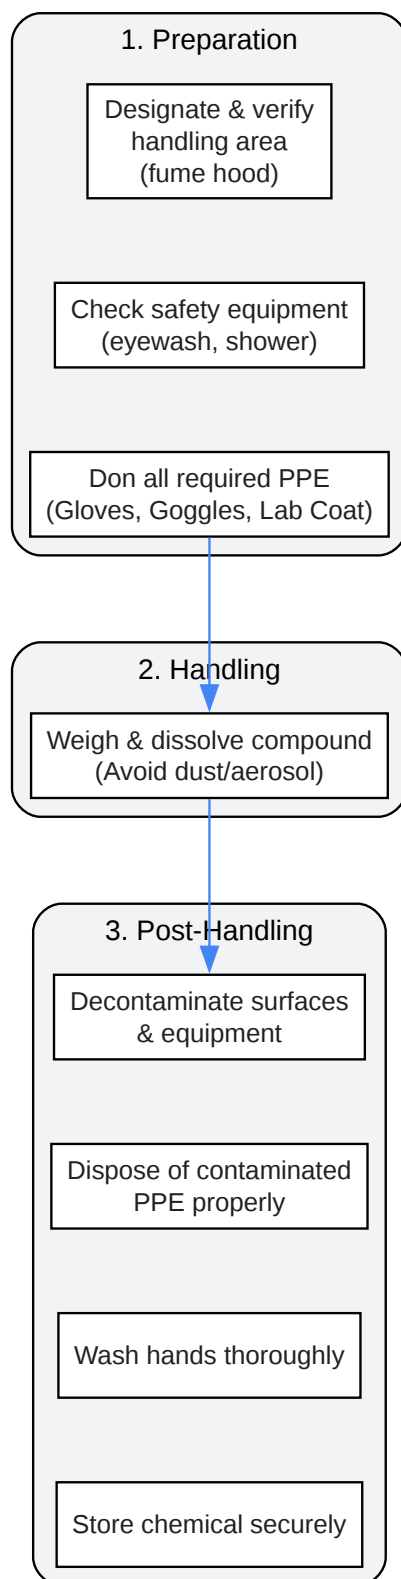 1. Preparation
Designate & verify
handling area
(fume hood)
Check safety equipment
(eyewash, shower)
Don all required PPE
(Gloves, Goggles, Lab Coat)
2. Handling
Weigh & dissolve compound
(Avoid dust/aerosol)
3. Post-Handling
Decontaminate surfaces
& equipment
Dispose of contaminated
PPE properly
Wash hands thoroughly
Store chemical securely